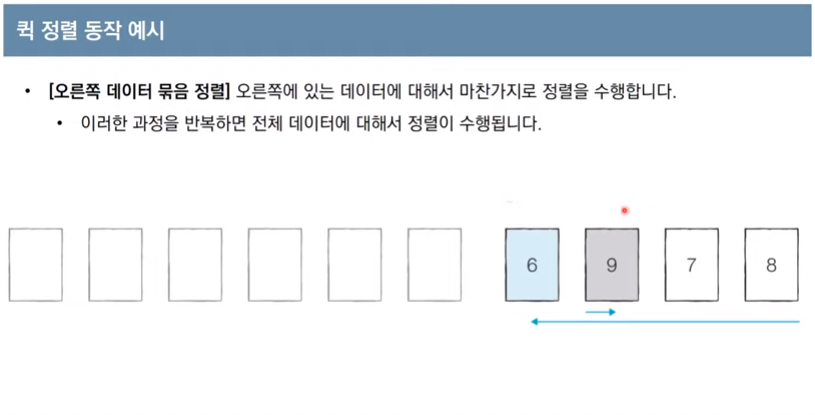 퀵 정렬 동작 예시
• [오른쪽 데이터 묶음 정렬] 오른쪽에 있는 데이터에 대해서 마찬가지로 정렬을 수행합니다.
• 이러한 과정을 반복하면 전체 데이터에 대해서 정렬이 수행됩니다.
6 9 7 8